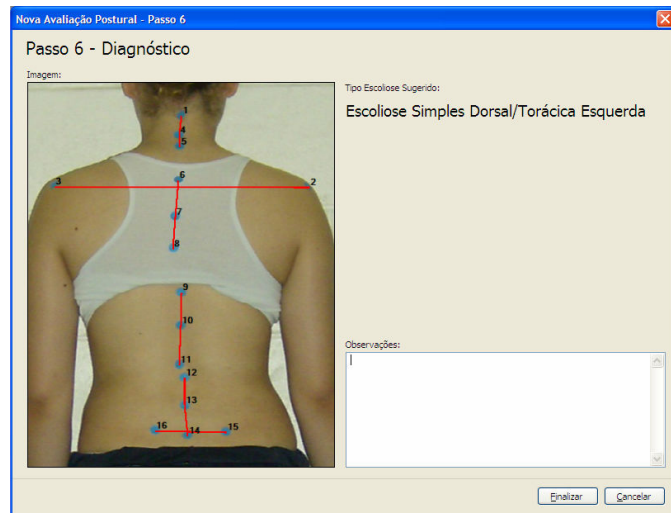 Nova Avaliação Postural - Passo 6
Passo 6 - Diagnóstico
Imagem:
1
4
5
6
3
2
7
8
9
10
11
12
13
16
14
15
Tipo Escoliose Sugerido:
Escoliose Simples Dorsal/Torácica Esquerda
Observações:
Finalizar
Cancelar